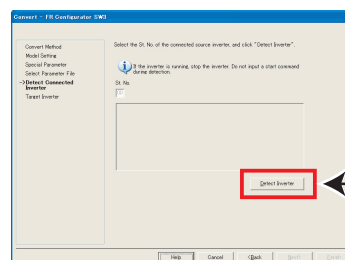 Convert - FR Configurator SW3
Convert Method
Model Setting
Special Parameter
Select Parameter File
->Detect Connected
Inverter
Target Inverter
Select the St. No. of the connected source inverter, and click "Detect Inverter".
If the inverter is running, stop the inverter. Do not input a start command
during detection.
St. No.
Detect Inverter
Help Cancel <Back Next>